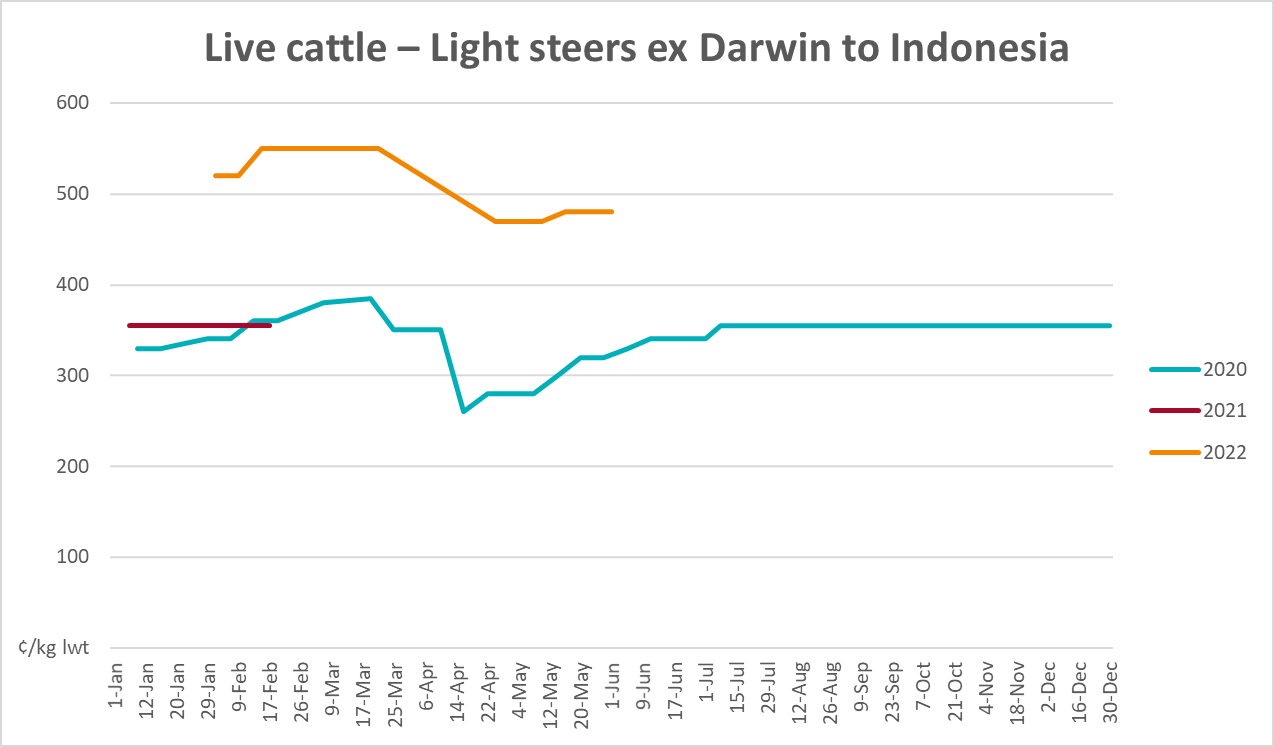 Live cattle – Light steers ex Darwin to Indonesia
600
500
400
300
200
100
¢/kg lwt
1-Jan
12-Jan
20-Jan
29-Jan
9-Feb
17-Feb
26-Feb
9-Mar
17-Mar
25-Mar
6-Apr
14-Apr
22-Apr
4-May
12-May
20-May
1-Jun
9-Jun
17-Jun
1-Jul
15-Jul
29-Jul
12-Aug
26-Aug
9-Sep
23-Sep
7-Oct
21-Oct
4-Nov
18-Nov
2-Dec
16-Dec
30-Dec
2020
2021
2022